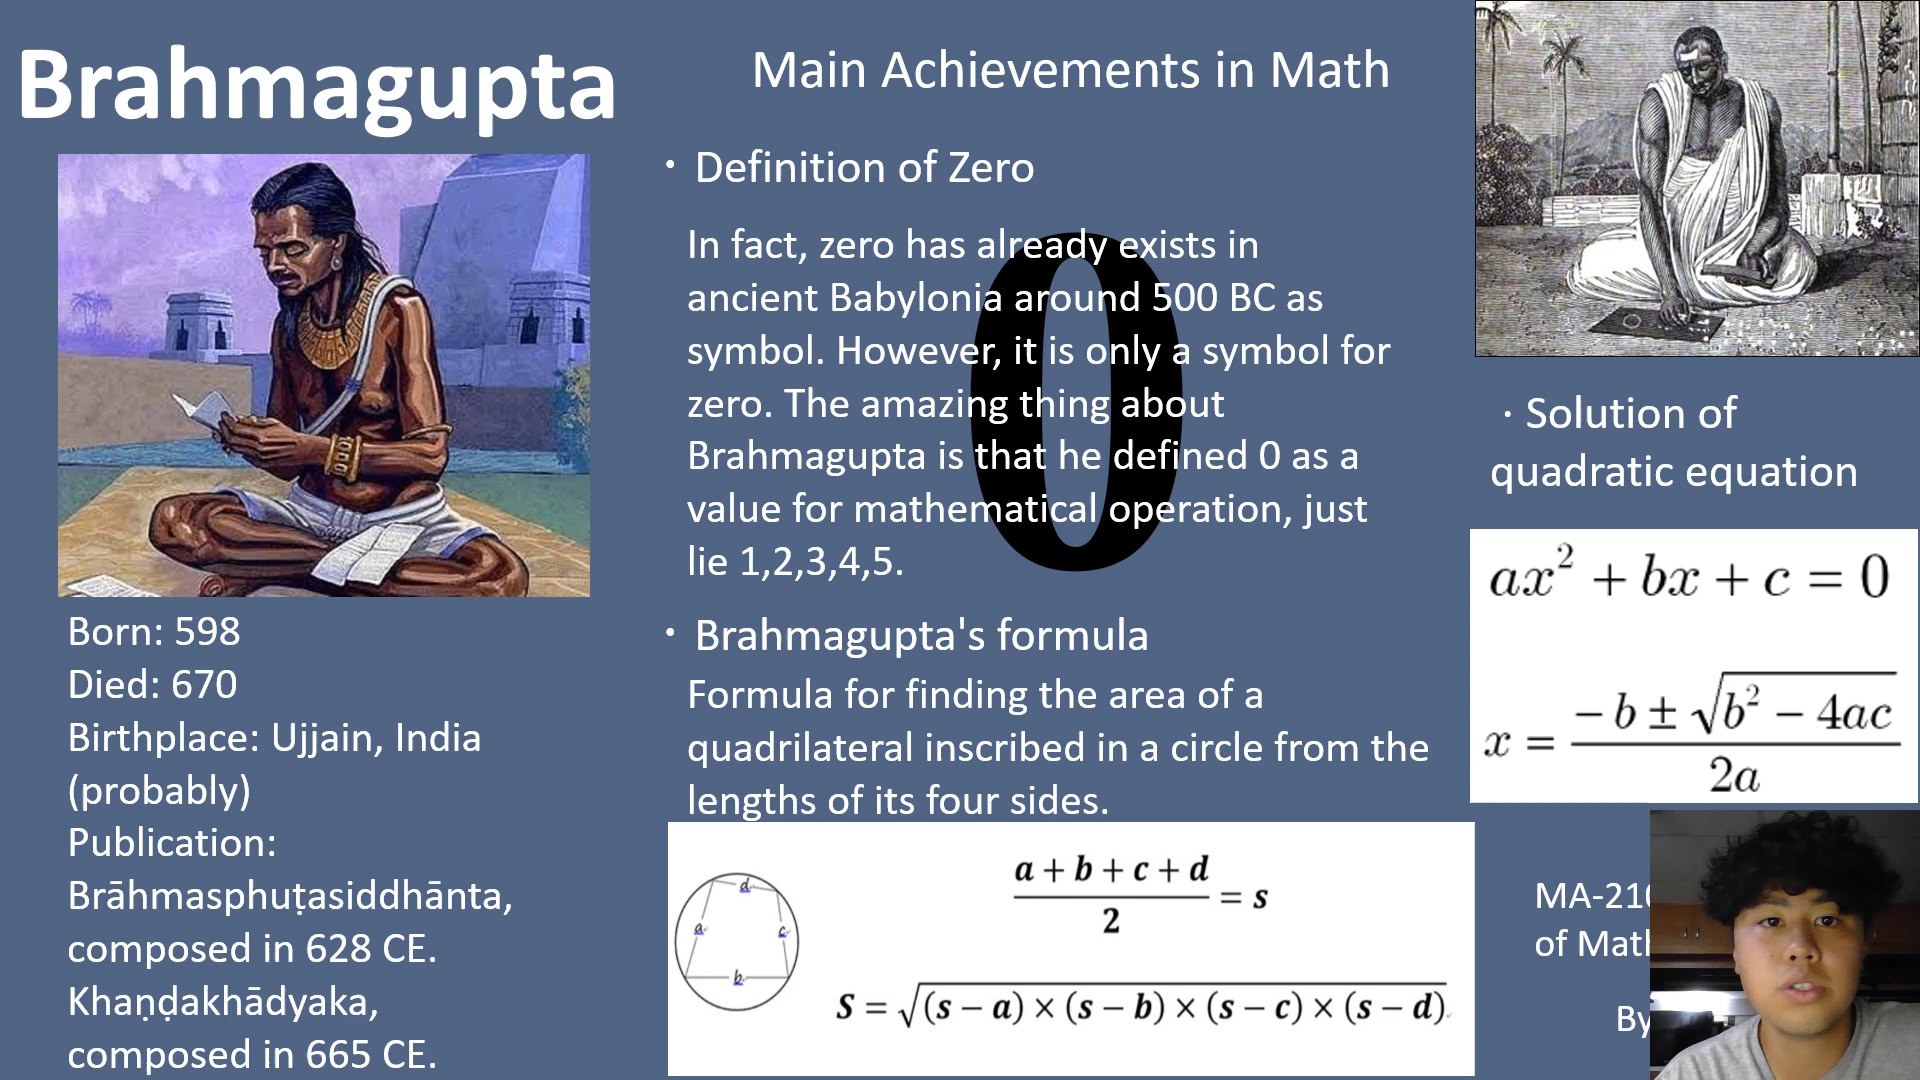 Brahmagupta
Born: 598
Died: 670
Birthplace: Ujjain, India
(probably)
Publication:
Brāhmasphuṭasiddhānta,
composed in 628 CE.
Khaṇḍakhādyaka,
composed in 665 CE.
Main Achievements in Math
· Definition of Zero
0
In fact, zero has already exists in
ancient Babylonia around 500 BC as
symbol. However, it is only a symbol for
zero. The amazing thing about
Brahmagupta is that he defined 0 as a
value for mathematical operation, just
lie 1,2,3,4,5.
· Brahmagupta's formula
Formula for finding the area of a
quadrilateral inscribed in a circle from the
lengths of its four sides.
d
a
c
b
(a + b + c + d)/2 = s
S = √((s − a) × (s − b) × (s − c) × (s − d))
· Solution of
quadratic equation
ax² + bx + c = 0
x = (−b ± √(b² − 4ac))/2a
MA-21
of Mat
By